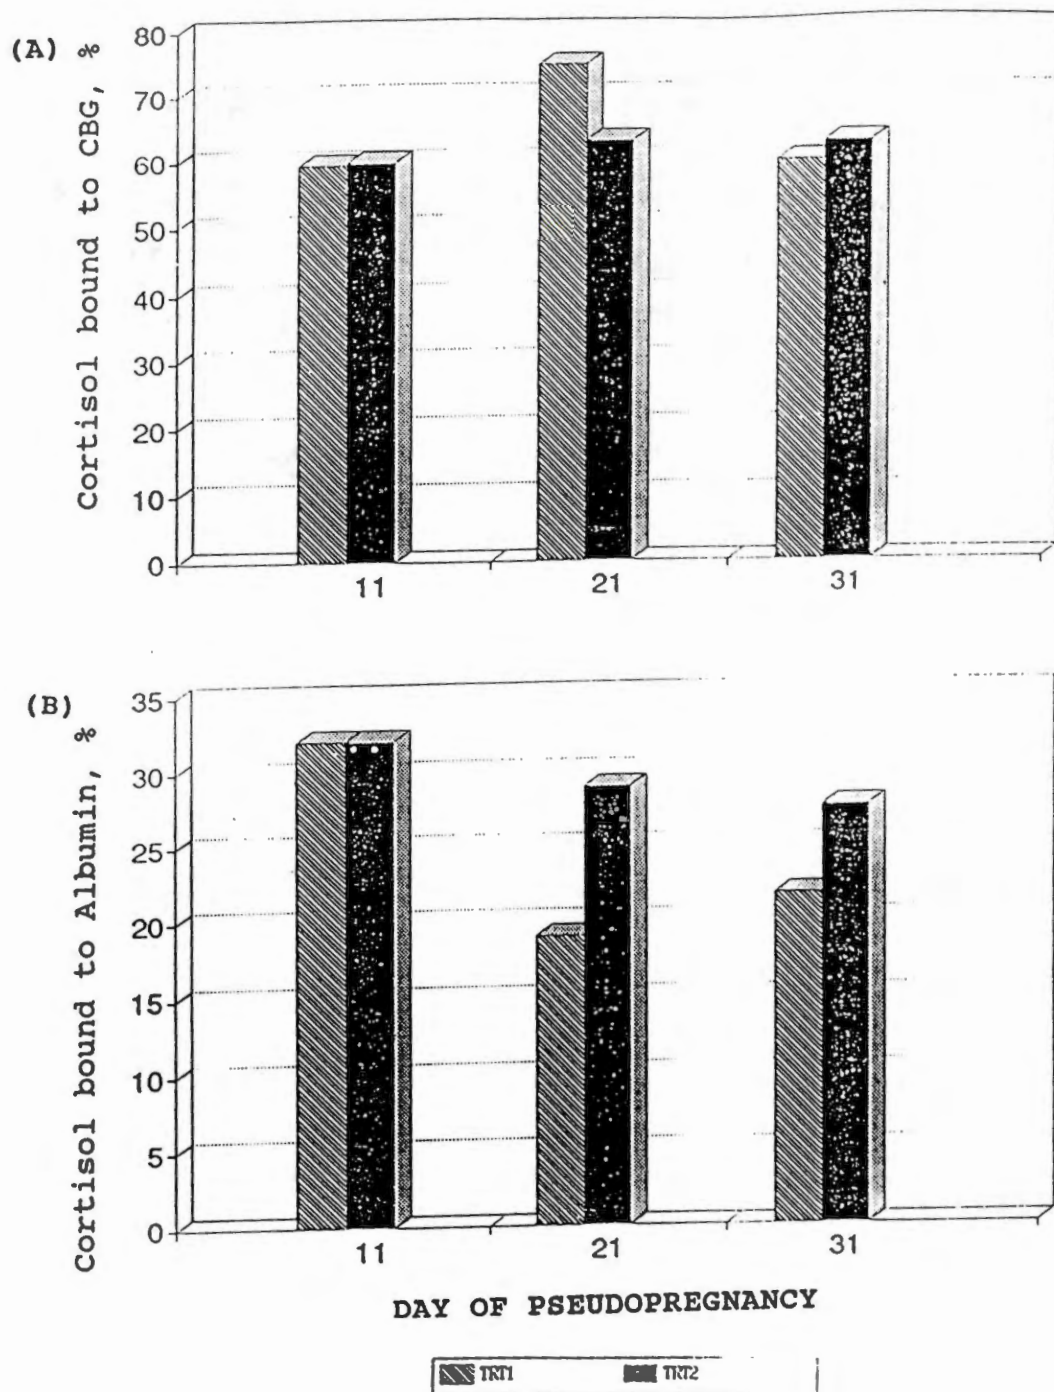 (A)
Cortisol bound to CBG, %
80
70
60
50
40
30
20
10
0
11 21 31
(B)
Cortisol bound to Albumin, %
35
30
25
20
15
10
5
0
11 21 31
DAY OF PSEUDOPREGNANCY
TRT1 TRT2